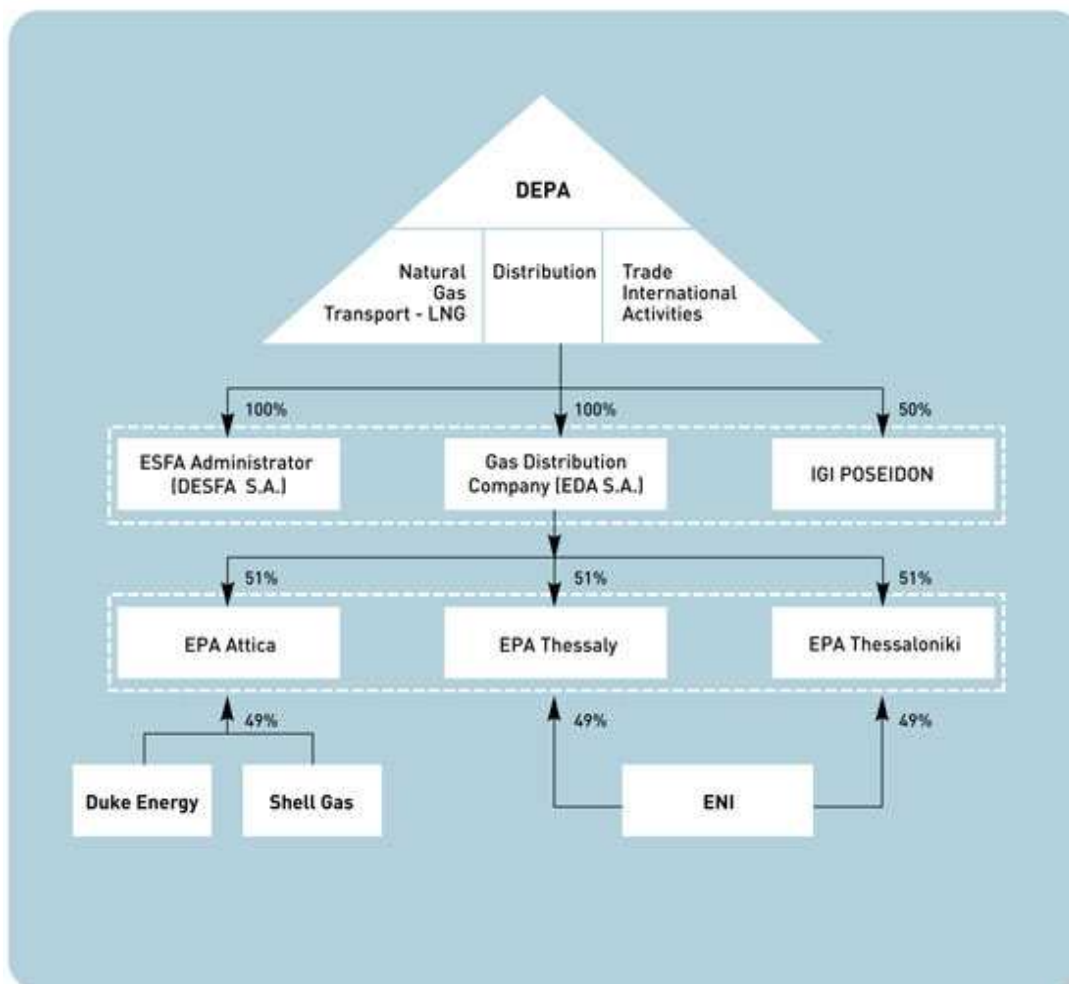 DEPA
Natural
Gas
Transport - LNG
Distribution
Trade
International
Activities
100%
100%
50%
ESFA Administrator
(DESFA S.A.)
Gas Distribution
Company (EDA S.A.)
IGI POSEIDON
51%
51%
51%
EPA Attica
EPA Thessaly
EPA Thessaloniki
49%
49%
49%
Duke Energy
Shell Gas
ENI